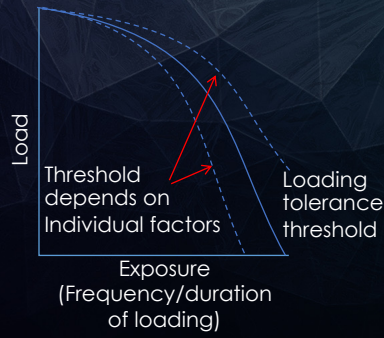 Load
Threshold
depends on
Individual factors
Loading
tolerance
threshold
Exposure
(Frequency/duration
of loading)